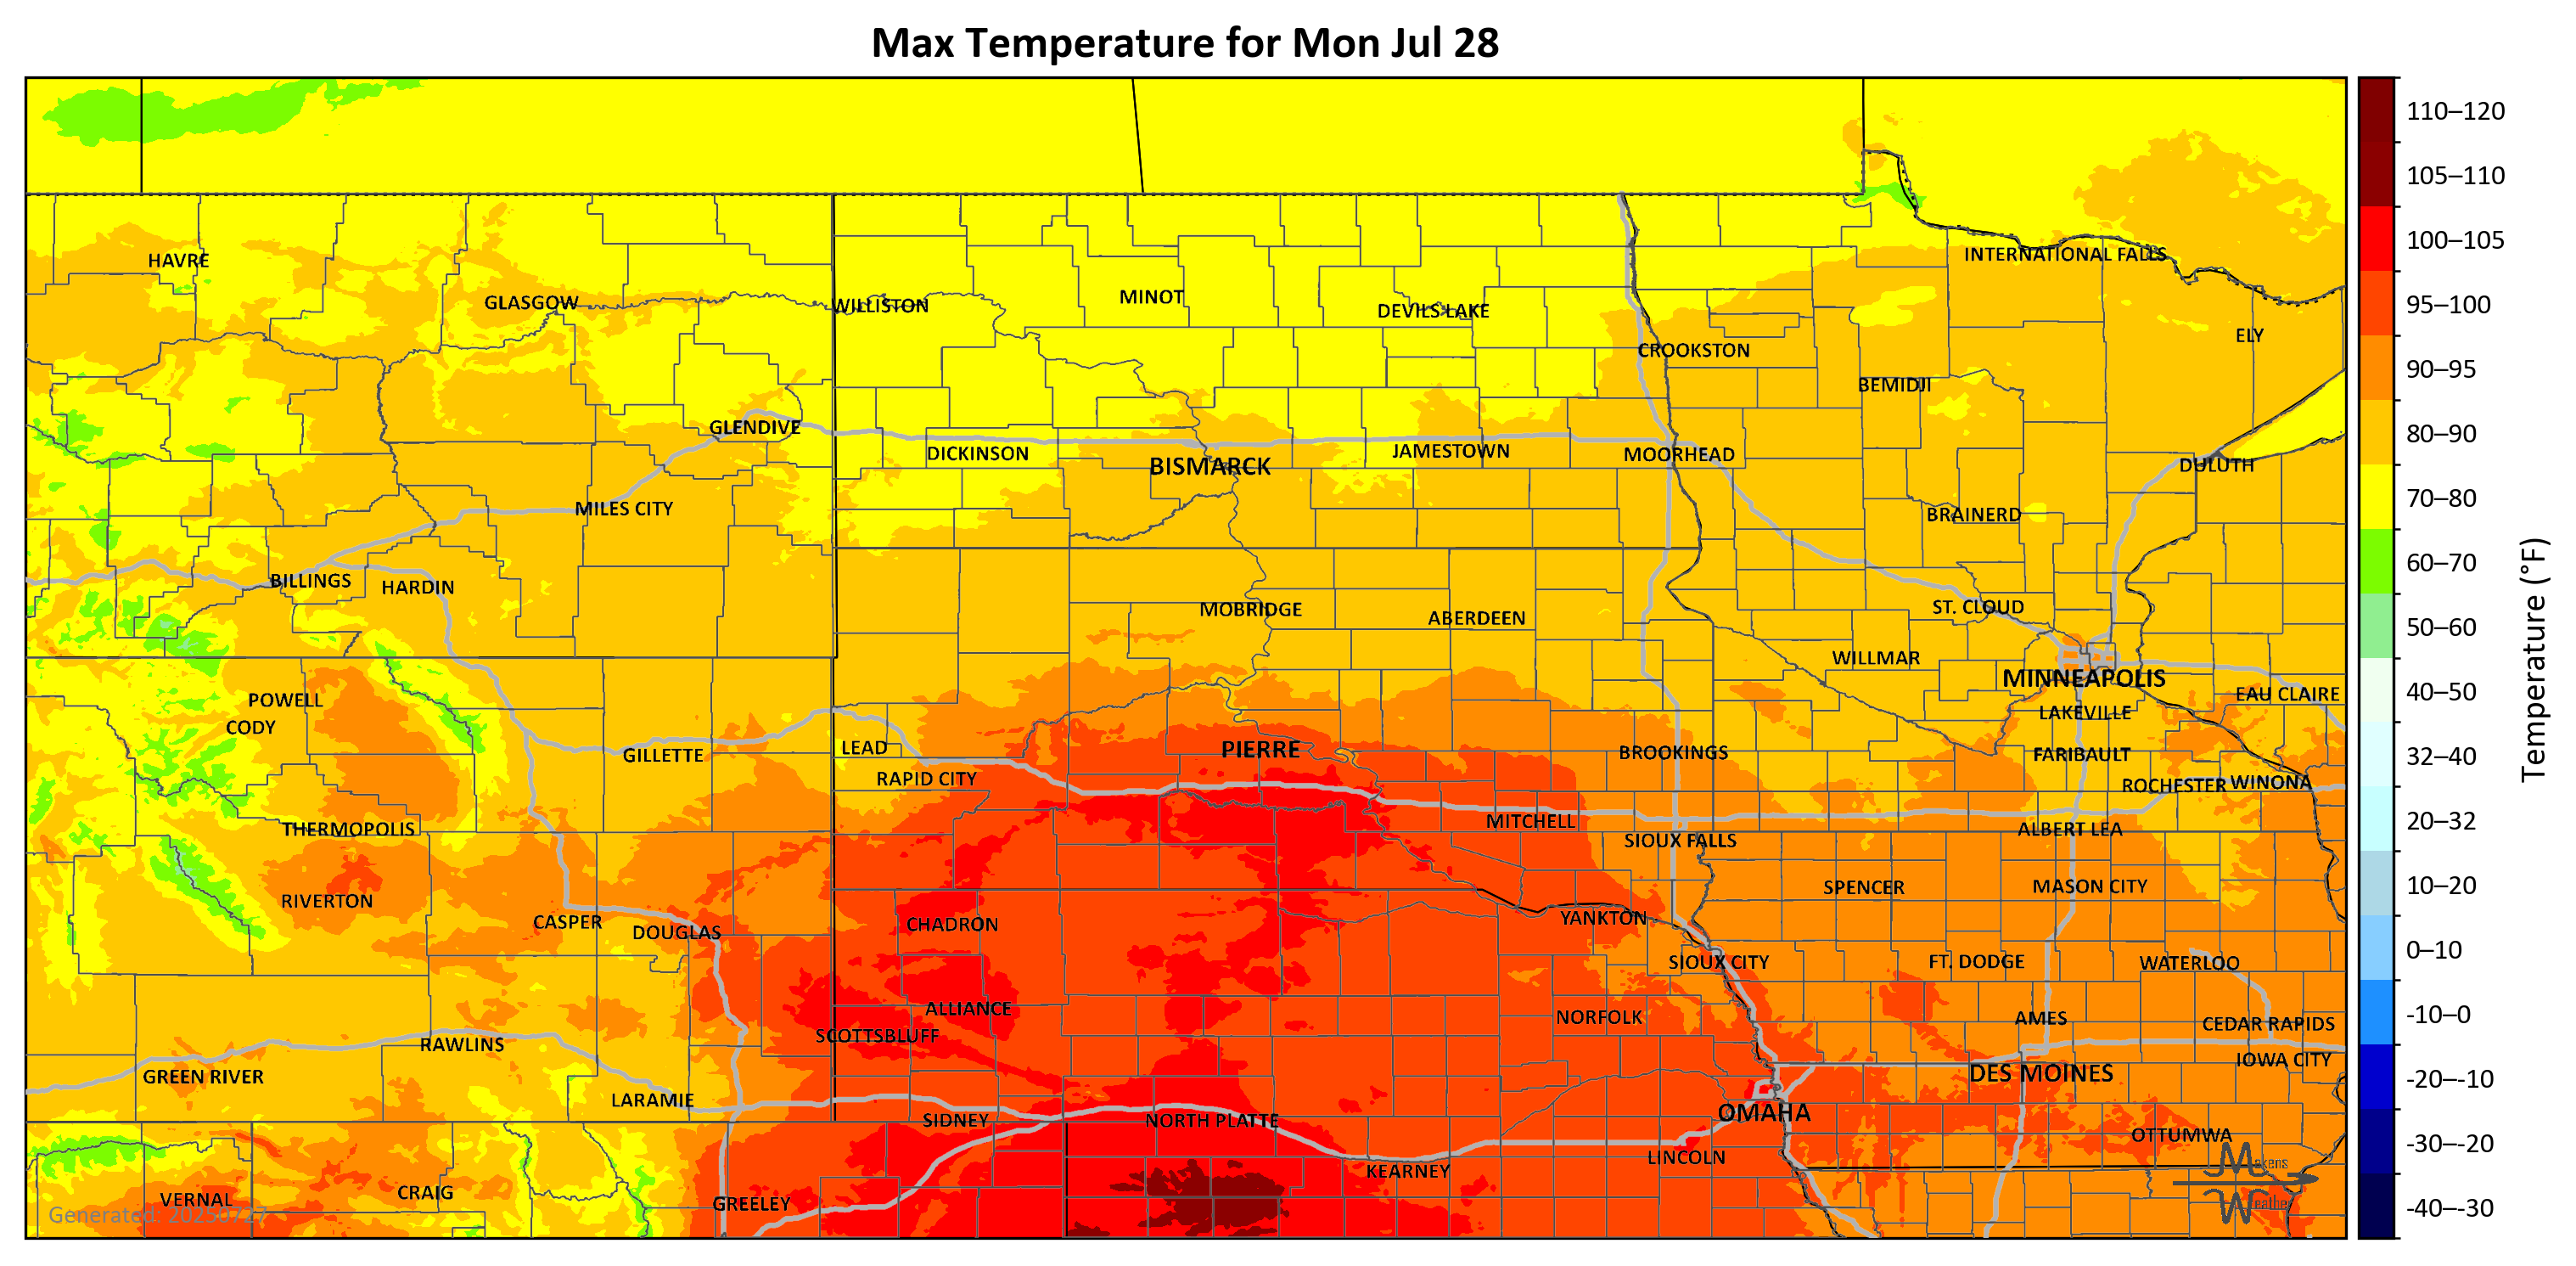 Max Temperature for Mon Jul 28
HAVRE
GLASGOW
WILLISTON
MINOT
DEVILS LAKE
CROOKSTON
INTERNATIONAL FALLS
ELY
BEMIDJI
GLENDIVE
DICKINSON
BISMARCK
JAMESTOWN
MOORHEAD
DULUTH
MILES CITY
BRAINERD
BILLINGS
HARDIN
MOBRIDGE
ABERDEEN
ST. CLOUD
WILLMAR
MINNEAPOLIS
EAU CLAIRE
POWELL
CODY
LAKEVILLE
GILLETTE
LEAD
PIERRE
BROOKINGS
FARIBAULT
RAPID CITY
ROCHESTER
WINONA
THERMOPOLIS
MITCHELL
SIOUX FALLS
ALBERT LEA
RIVERTON
SPENCER
MASON CITY
CASPER
DOUGLAS
CHADRON
YANKTON
SIOUX CITY
FT. DODGE
WATERLOO
ALLIANCE
NORFOLK
AMES
CEDAR RAPIDS
SCOTTSBLUFF
RAWLINS
IOWA CITY
GREEN RIVER
DES MOINES
LARAMIE
SIDNEY
NORTH PLATTE
OMAHA
OTTUMWA
KEARNEY
LINCOLN
VERNAL
CRAIG
GREELEY
Generated: 20250727
Makens
Weather
110–120
105–110
100–105
95–100
90–95
80–90
70–80
60–70
50–60
40–50
32–40
20–32
10–20
0–10
-10–0
-20–-10
-30–-20
-40–-30
Temperature (°F)